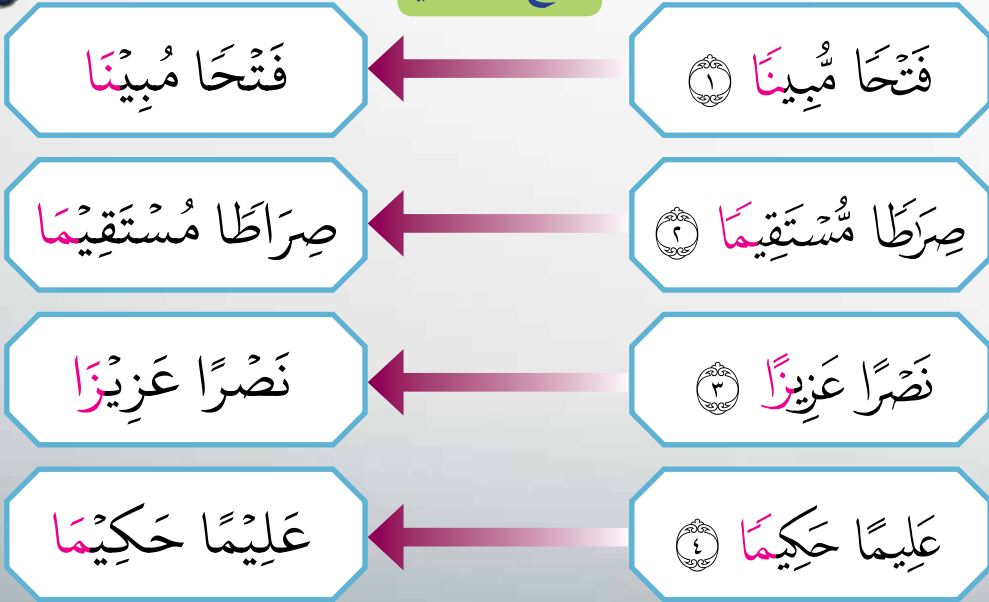 فَتْحًا مُّبِينًا ١
فَتْحًا مُبِيْنَا
صِرَٰطًا مُّسْتَقِيمًا ٢
صِرَاطًا مُسْتَقِيْمَا
نَصْرًا عَزِيزًا ٣
نَصْرًا عَزِيْزَا
عَلِيمًا حَكِيمًا ٤
عَلِيْمًا حَكِيْمَا